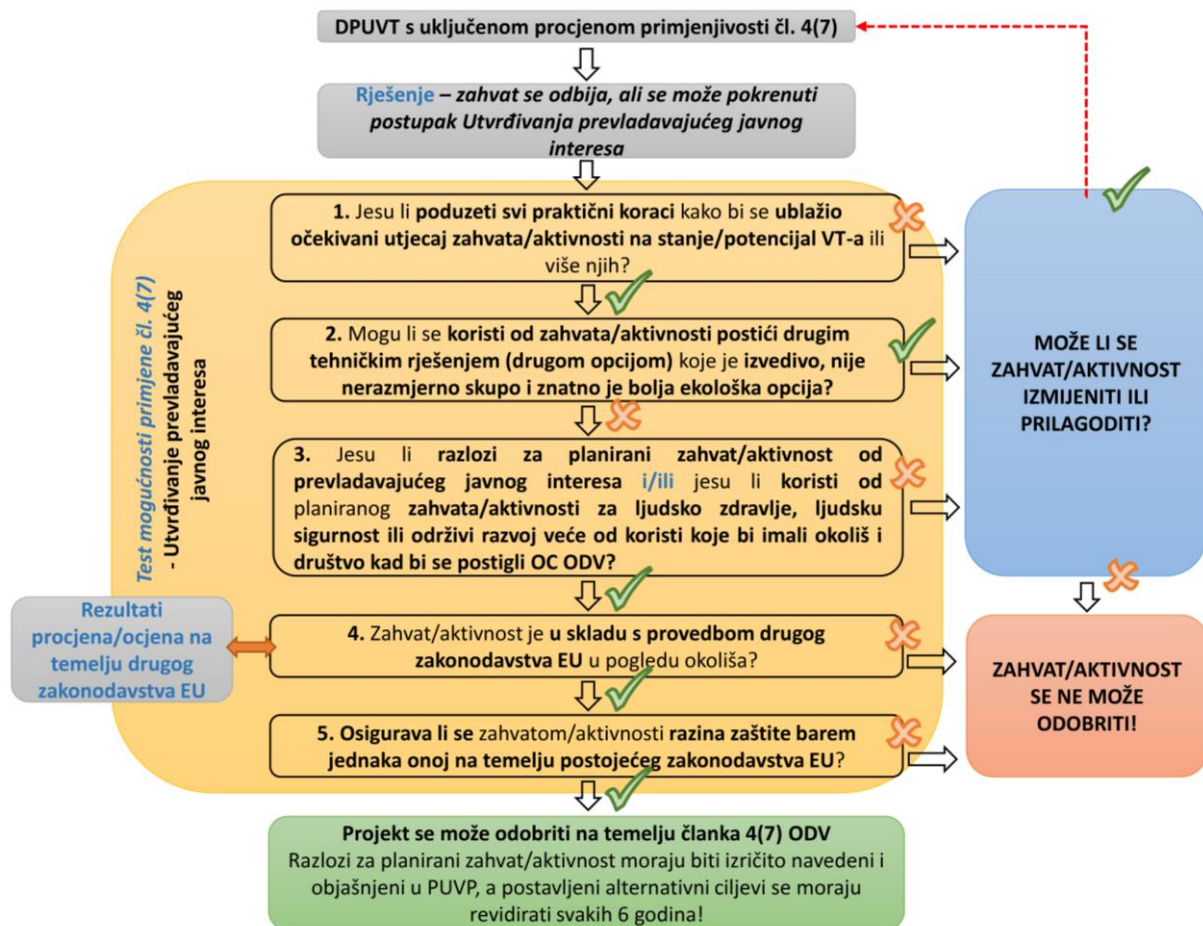 DPUVT s uključenom procjenom primjenjivosti čl. 4(7)
Rješenje – zahvat se odbija, ali se može pokrenuti
postupak Utvrđivanja prevladavajućeg javnog
interesa
Test mogućnosti primjene čl. 4(7)
- Utvrđivanje prevladavajućeg
javnog interesa
1. Jesu li poduzeti svi praktični koraci kako bi se ublažio
očekivani utjecaj zahvata/aktivnosti na stanje/potencijal VT-a ili
više njih?
2. Mogu li se koristi od zahvata/aktivnosti postići drugim
tehničkim rješenjem (drugom opcijom) koje je izvedivo, nije
nerazmjerno skupo i znatno je bolja ekološka opcija?
3. Jesu li razlozi za planirani zahvat/aktivnost od
prevladavajućeg javnog interesa i/ili jesu li koristi od
planiranog zahvata/aktivnosti za ljudsko zdravlje, ljudsku
sigurnost ili održivi razvoj veće od koristi koje bi imali okoliš i
društvo kad bi se postigli OC ODV?
MOŽE LI SE
ZAHVAT/AKTIVNOST
IZMIJENITI ILI
PRILAGODITI?
Rezultati
procjena/ocjena na
temelju drugog
zakonodavstva EU
4. Zahvat/aktivnost je u skladu s provedbom drugog
zakonodavstva EU u pogledu okoliša?
5. Osigurava li se zahvatom/aktivnosti razina zaštite barem
jednaka onoj na temelju postojećeg zakonodavstva EU?
ZAHVAT/AKTIVNOST
SE NE MOŽE
ODOBRITI!
Projekt se može odobriti na temelju članka 4(7) ODV
Razlozi za planirani zahvat/aktivnost moraju biti izričito navedeni i
objašnjeni u PUVP, a postavljeni alternativni ciljevi se moraju
revidirati svakih 6 godina!